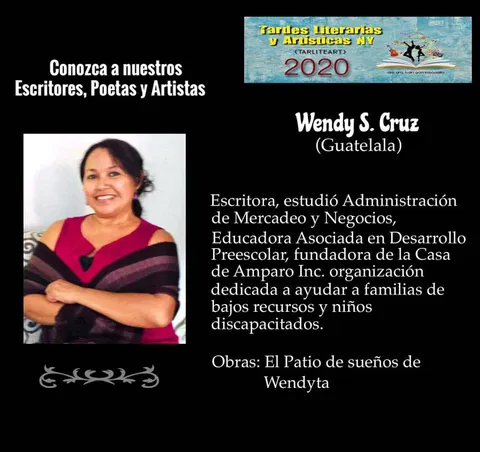 Tardes Literarias
y Artísticas NY
(TARLITEART)
2020
Conozca a nuestros
Escritores, Poetas y Artistas
Wendy S. Cruz
(Guatelala)
Escritora, estudió Administración
de Mercadeo y Negocios,
Educadora Asociada en Desarrollo
Preescolar, fundadora de la Casa
de Amparo Inc. organización
dedicada a ayudar a familias de
bajos recursos y niños
discapacitados.
Obras: El Patio de sueños de
Wendyta